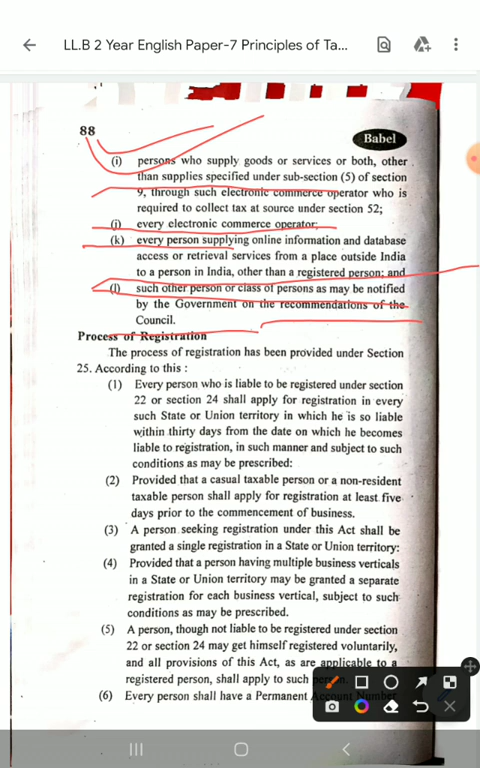 LL.B 2 Year English Paper-7 Principles of Ta...
88
Babel
(i) persons who supply goods or services or both, other
than supplies specified under sub-section (5) of section
9, through such electronic commerce operator who is
required to collect tax at source under section 52;
(j) every electronic commerce operator;
(k) every person supplying online information and database
access or retrieval services from a place outside India
to a person in India, other than a registered person; and
(l) such other person or class of persons as may be notified
by the Government on the recommendations of the
Council.
Process of Registration
The process of registration has been provided under Section
25. According to this :
(1) Every person who is liable to be registered under section
22 or section 24 shall apply for registration in every
such State or Union territory in which he is so liable
within thirty days from the date on which he becomes
liable to registration, in such manner and subject to such
conditions as may be prescribed:
(2) Provided that a casual taxable person or a non-resident
taxable person shall apply for registration at least five
days prior to the commencement of business.
(3) A person seeking registration under this Act shall be
granted a single registration in a State or Union territory:
(4) Provided that a person having multiple business verticals
in a State or Union territory may be granted a separate
registration for each business vertical, subject to such
conditions as may be prescribed.
(5) A person, though not liable to be registered under section
22 or section 24 may get himself registered voluntarily,
and all provisions of this Act, as are applicable to a
registered person, shall apply to such person.
(6) Every person shall have a Permanent Account Number